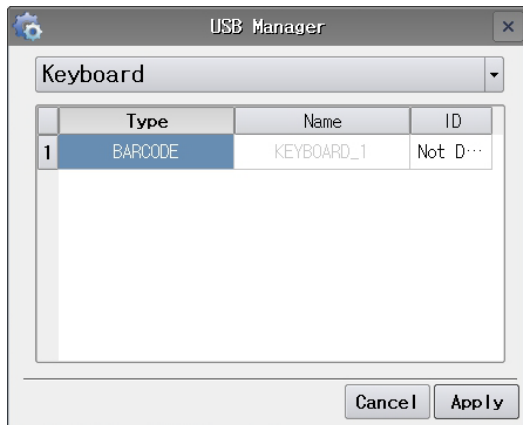 USB Manager
Keyboard
Type Name ID
1 BARCODE KEYBOARD_1 Not D…
Cancel Apply